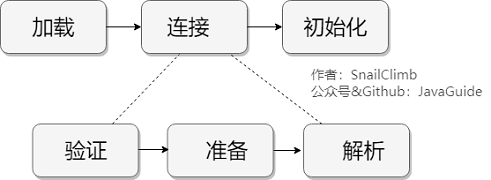 加载
连接
初始化
作者：SnailClimb
公众号&Github：JavaGuide
验证
准备
解析